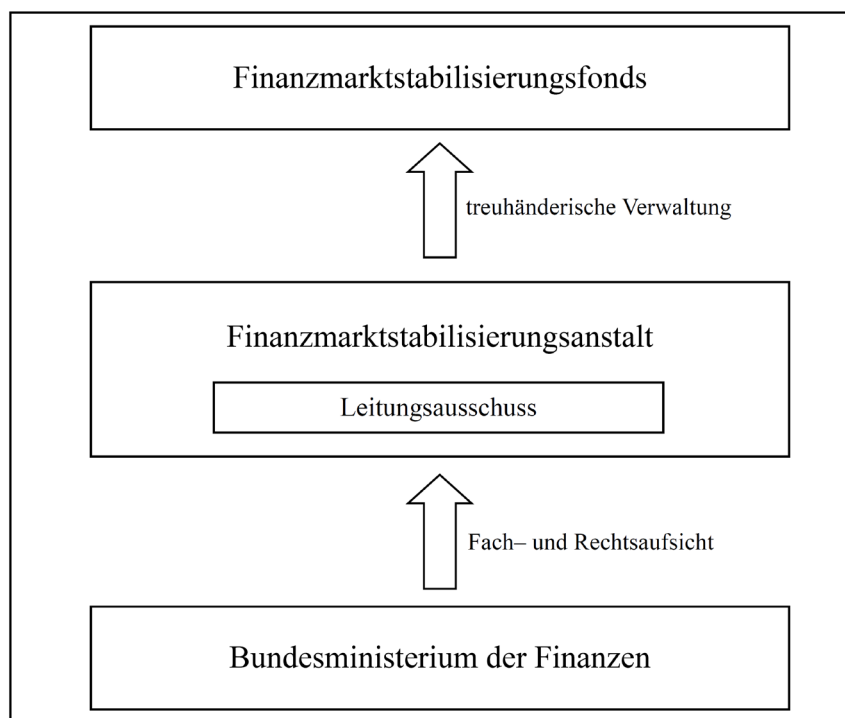 Finanzmarktstabilisierungsfonds
treuhänderische Verwaltung
Finanzmarktstabilisierungsanstalt
Leitungsausschuss
Fach– und Rechtsaufsicht
Bundesministerium der Finanzen